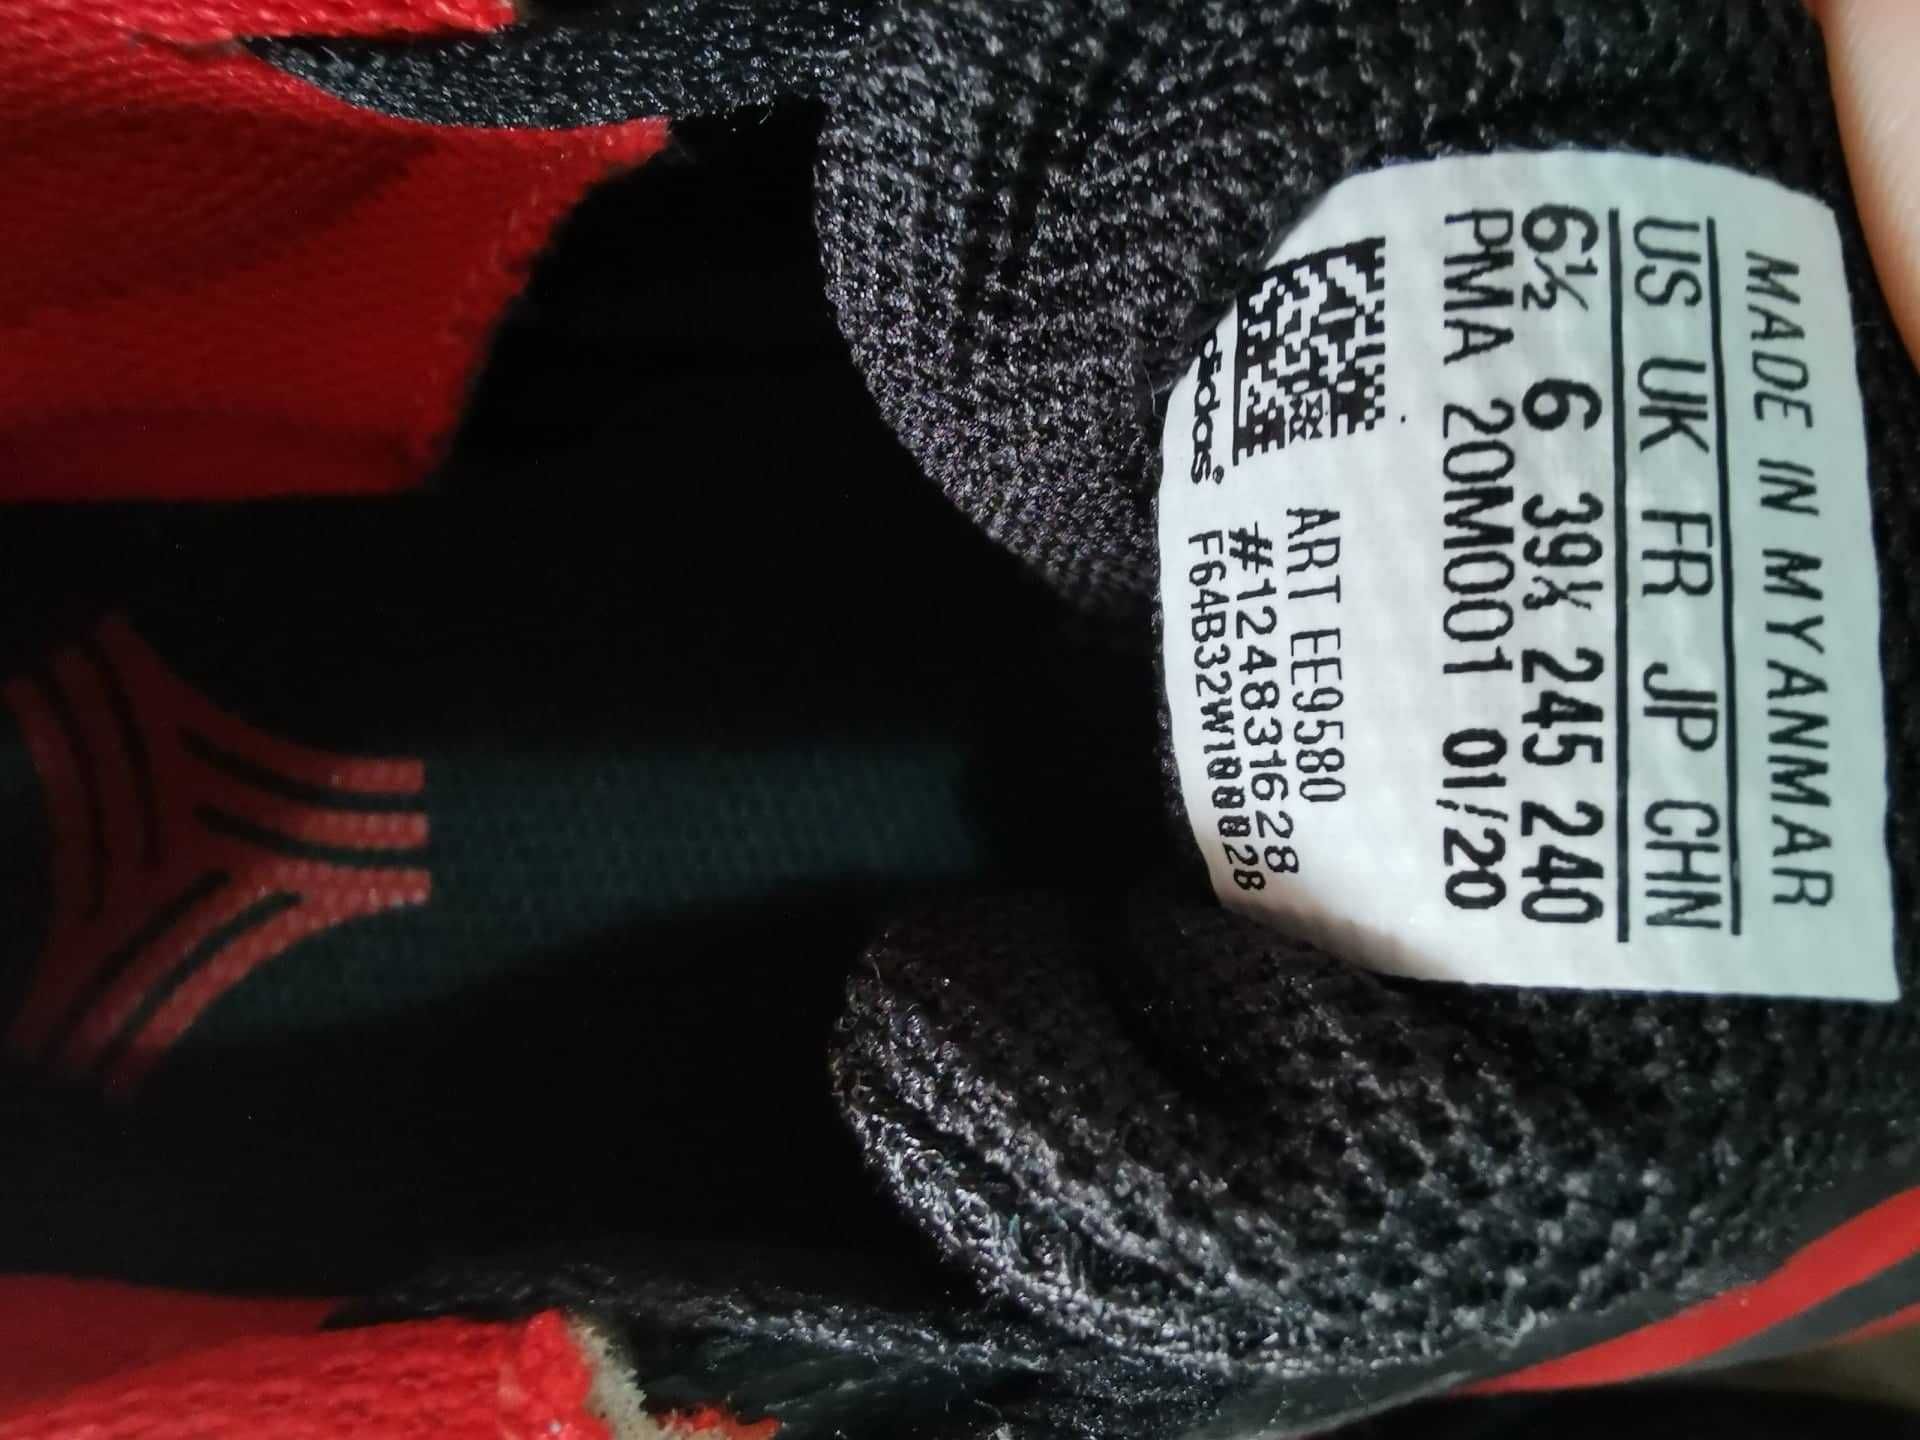 MADE IN MYANMAR
US UK FR JP CHN
6½ 6 39⅓ 245 240
PMA 20M001 01/20
ART EE9580
#124831628
adidas®